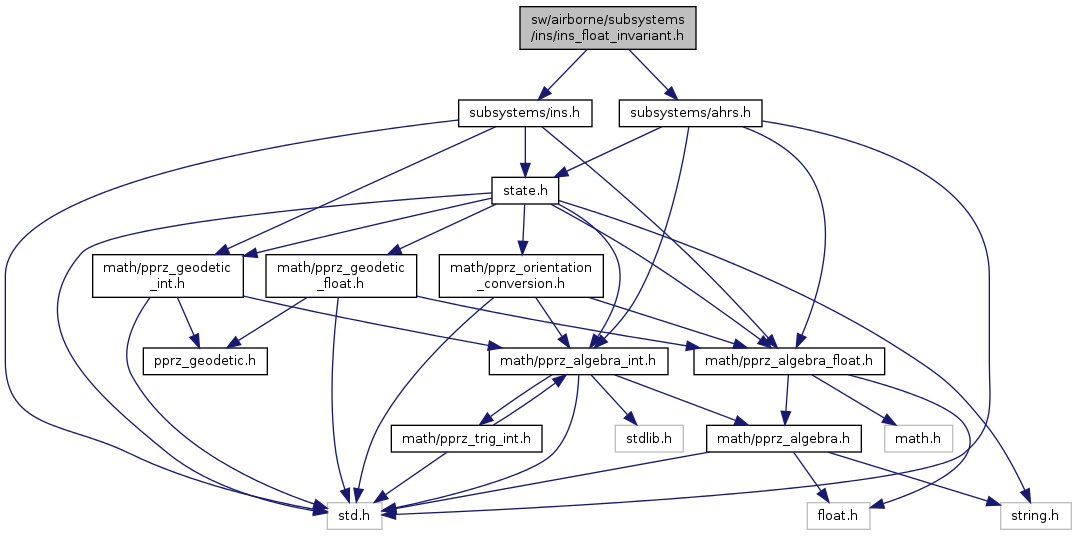 sw/airborne/subsystems
/ins/ins_float_invariant.h
subsystems/ins.h
subsystems/ahrs.h
state.h
math/pprz_geodetic
_int.h
math/pprz_geodetic
_float.h
math/pprz_orientation
_conversion.h
pprz_geodetic.h
math/pprz_algebra_int.h
math/pprz_algebra_float.h
math/pprz_trig_int.h
stdlib.h
math/pprz_algebra.h
math.h
std.h
float.h
string.h